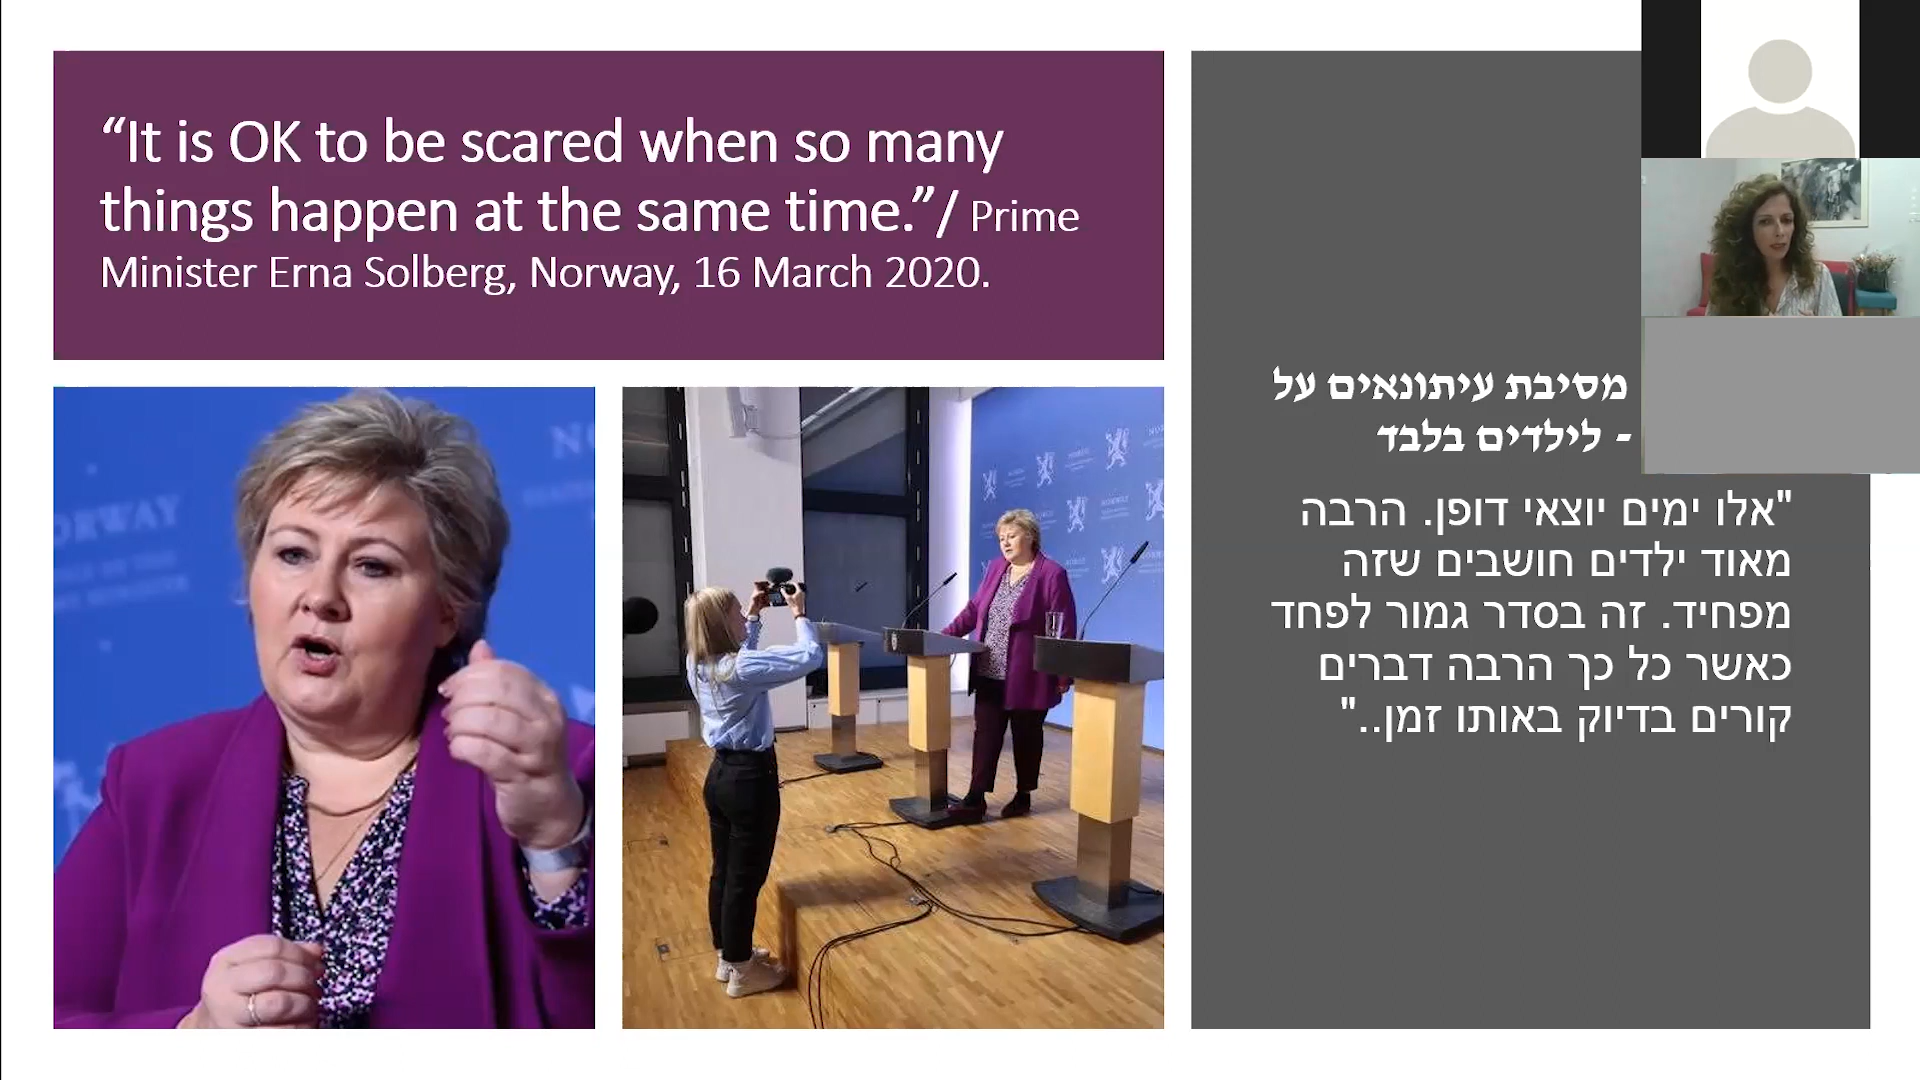 “It is OK to be scared when so many
things happen at the same time.”/ Prime
Minister Erna Solberg, Norway, 16 March 2020.
NORWAY
מסיבת עיתונאים על
לילדים בלבד -
"אלו ימים יוצאי דופן. הרבה
מאוד ילדים חושבים שזה
מפחיד. זה בסדר גמור לפחד
כאשר כל כך הרבה דברים
קורים בדיוק באותו זמן.."